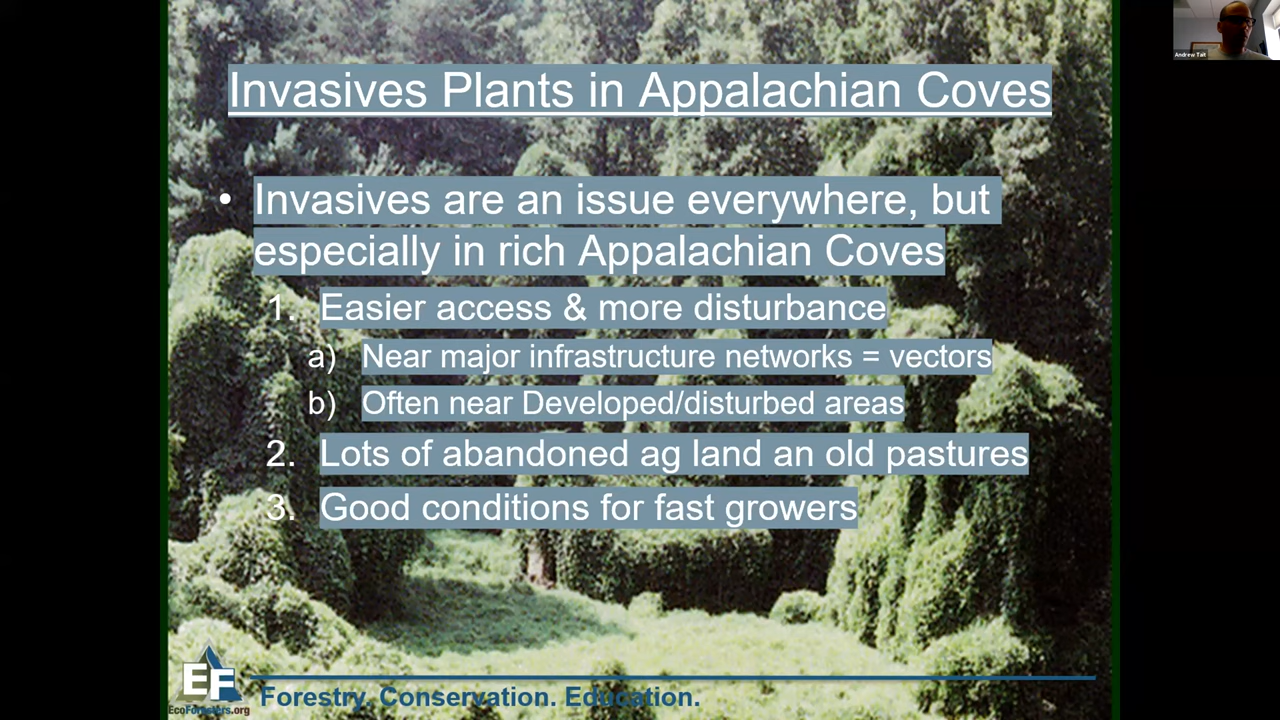 Andrew Tait
Invasives Plants in Appalachian Coves
• Invasives are an issue everywhere, but
especially in rich Appalachian Coves
1. Easier access & more disturbance
a) Near major infrastructure networks = vectors
b) Often near Developed/disturbed areas
2. Lots of abandoned ag land an old pastures
3. Good conditions for fast growers
EF
EcoForesters.org
Forestry. Conservation. Education.